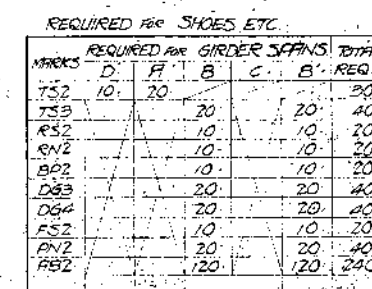 REQUIRED FOR SHOES ETC.
MARKS REQUIRED FOR GIRDER SPANS TOTAL
D A B C B' REQ.
TS2 10 20 30
TS3 20 20 40
RS2 10 10 20
RN2 10 10 20
BP2 10 10 20
DG3 20 20 40
DG4 20 20 40
FS2 10 10 20
PN2 20 20 40
120 120 240